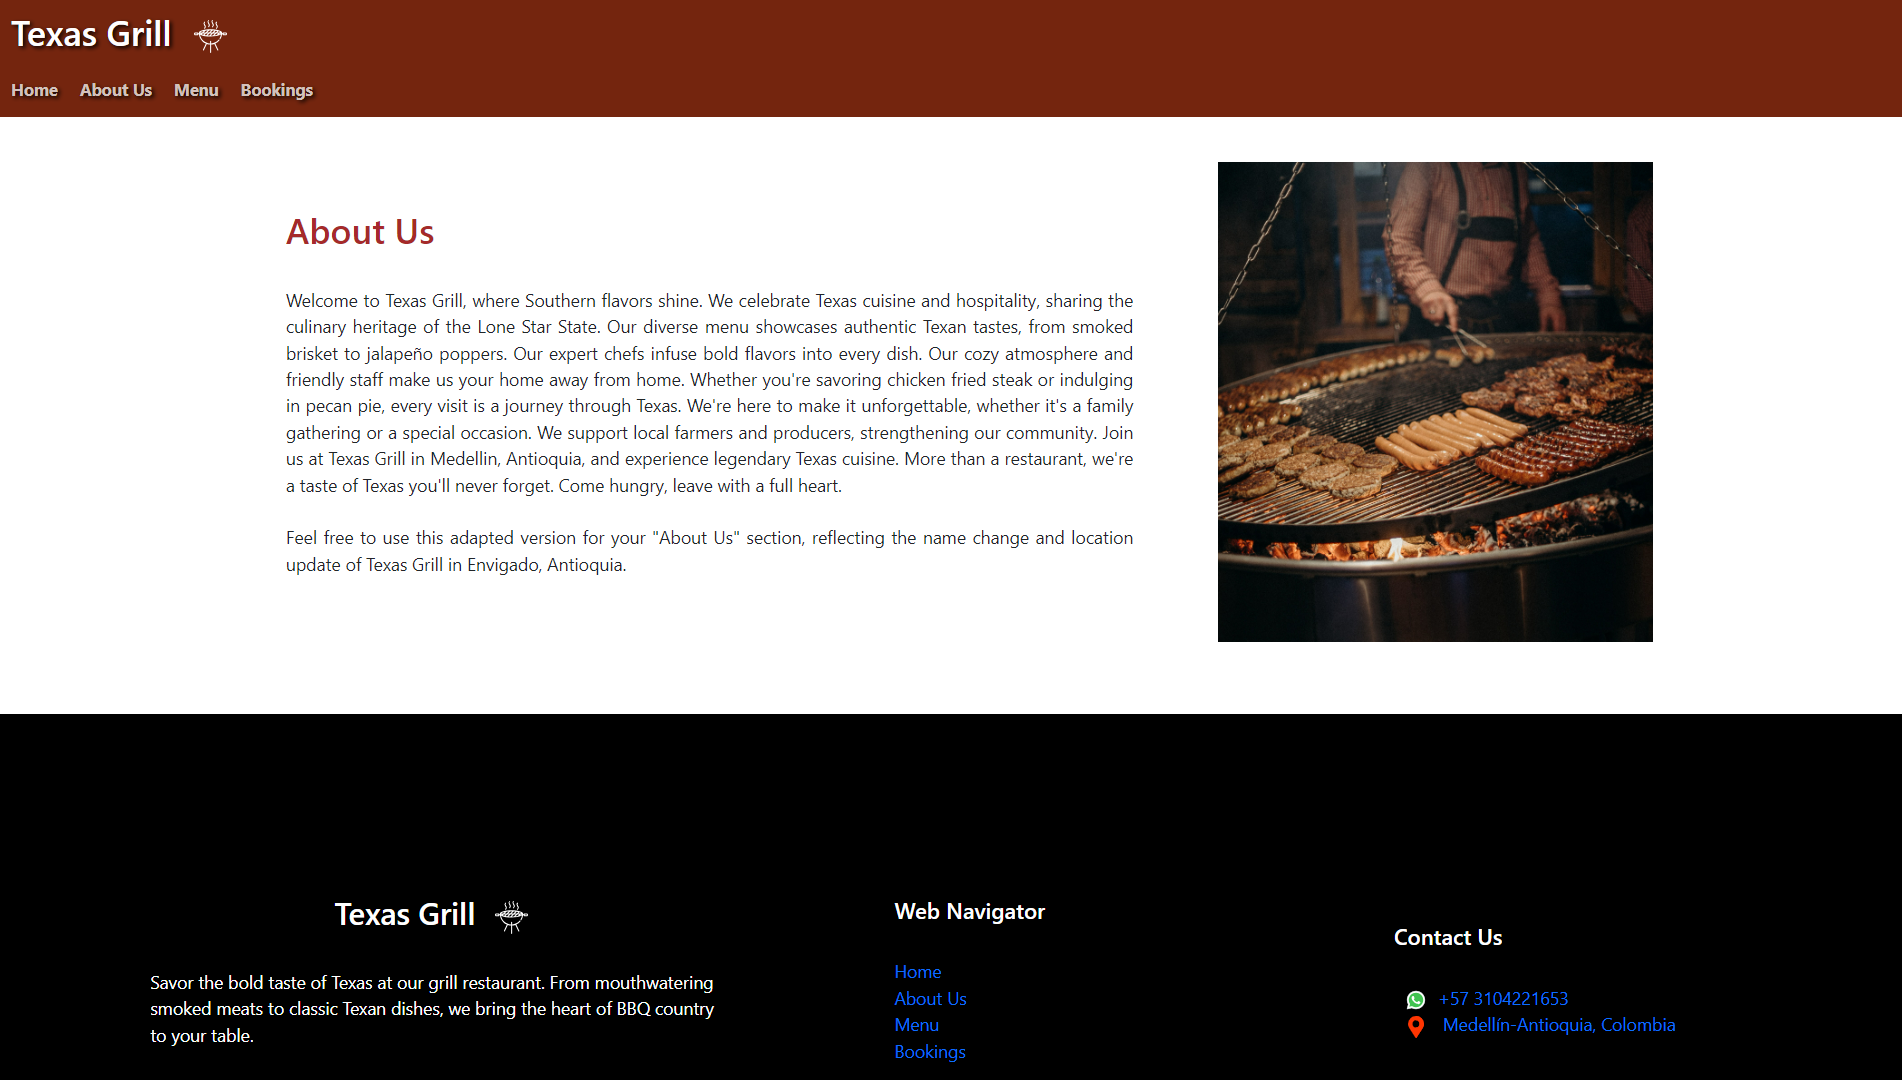 Texas Grill
Home About Us Menu Bookings
About Us
Welcome to Texas Grill, where Southern flavors shine. We celebrate Texas cuisine and hospitality, sharing the
culinary heritage of the Lone Star State. Our diverse menu showcases authentic Texan tastes, from smoked
brisket to jalapeño poppers. Our expert chefs infuse bold flavors into every dish. Our cozy atmosphere and
friendly staff make us your home away from home. Whether you're savoring chicken fried steak or indulging
in pecan pie, every visit is a journey through Texas. We're here to make it unforgettable, whether it's a family
gathering or a special occasion. We support local farmers and producers, strengthening our community. Join
us at Texas Grill in Medellin, Antioquia, and experience legendary Texas cuisine. More than a restaurant, we're
a taste of Texas you'll never forget. Come hungry, leave with a full heart.
Feel free to use this adapted version for your "About Us" section, reflecting the name change and location
update of Texas Grill in Envigado, Antioquia.
Texas Grill
Savor the bold taste of Texas at our grill restaurant. From mouthwatering
smoked meats to classic Texan dishes, we bring the heart of BBQ country
to your table.
Web Navigator
Home
About Us
Menu
Bookings
Contact Us
+57 3104221653
Medellín-Antioquia, Colombia